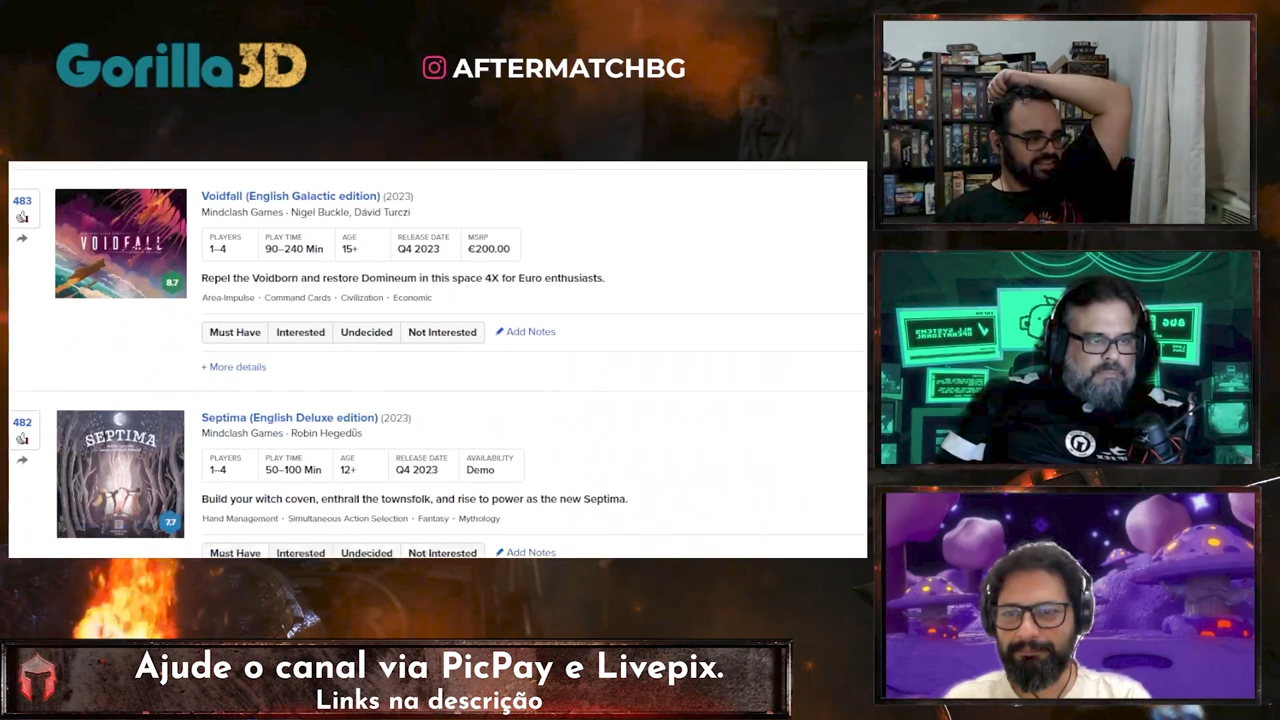 Gorilla3D
AFTERMATCHBG
483
VOIDFALL
8.7
Voidfall (English Galactic edition) (2023)
Mindclash Games · Nigel Buckle, Dávid Turczi
PLAYERS
1–4
PLAY TIME
90–240 Min
AGE
15+
RELEASE DATE
Q4 2023
MSRP
€200.00
Repel the Voidborn and restore Domineum in this space 4X for Euro enthusiasts.
Area-Impulse · Command Cards · Civilization · Economic
Must Have Interested Undecided Not Interested Add Notes
+ More details
482
SEPTIMA
7.7
Septima (English Deluxe edition) (2023)
Mindclash Games · Robin Hegedűs
PLAYERS
1–4
PLAY TIME
50–100 Min
AGE
12+
RELEASE DATE
Q4 2023
AVAILABILITY
Demo
Build your witch coven, enthrall the townsfolk, and rise to power as the new Septima.
Hand Management · Simultaneous Action Selection · Fantasy · Mythology
Must Have Interested Undecided Not Interested Add Notes
ALL SYSTEMS
OPERATIONAL
BUG
Ajude o canal via PicPay e Livepix.
Links na descrição